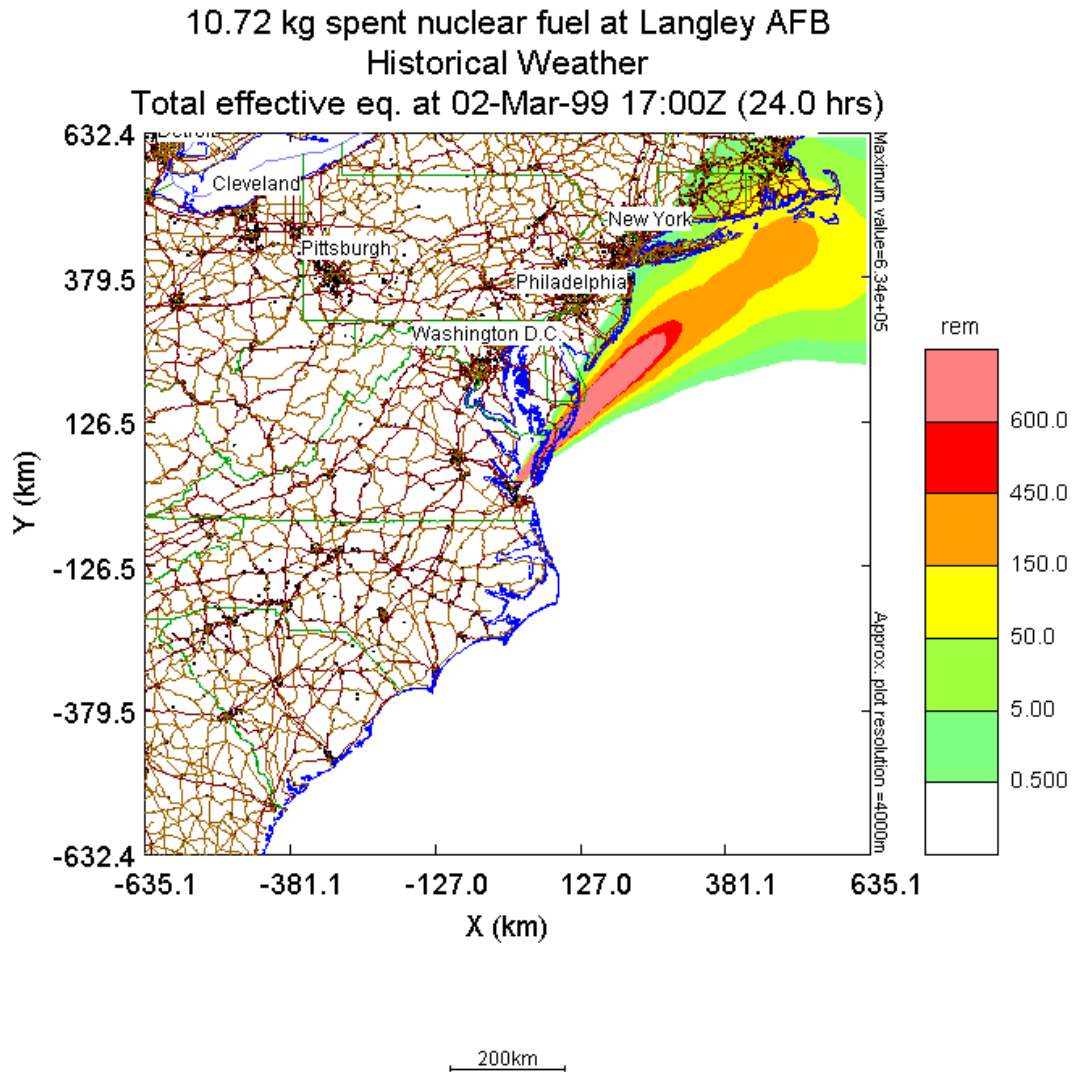 10.72 kg spent nuclear fuel at Langley AFB
Historical Weather
Total effective eq. at 02-Mar-99 17:00Z (24.0 hrs)
632.4
379.5
126.5
-126.5
-379.5
-632.4
Y (km)
Detroit
Cleveland
New York
Pittsburgh
Philadelphia
Washington D.C.
Maximum value=6.34e+05
Approx. plot resolution =4000m
rem
600.0
450.0
150.0
50.0
5.00
0.500
-635.1
-381.1
-127.0
127.0
381.1
635.1
X (km)
200km